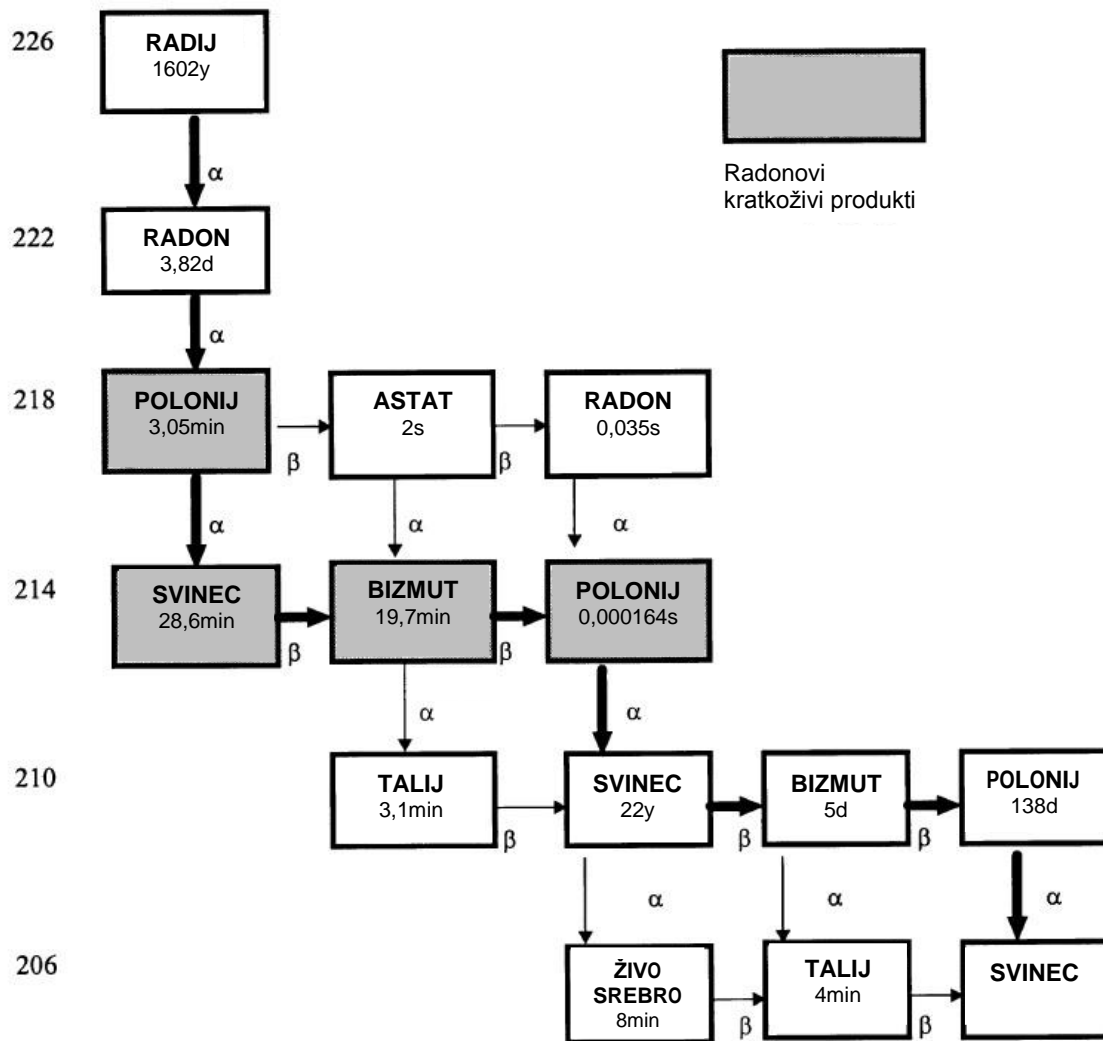 226
RADIJ
1602y
Radonovi
kratkoživi produkti
α
222
RADON
3,82d
α
218
POLONIJ
3,05min
β
ASTAT
2s
β
RADON
0,035s
α
α
α
214
SVINEC
28,6min
β
BIZMUT
19,7min
β
POLONIJ
0,000164s
α
α
210
TALIJ
3,1min
β
SVINEC
22y
β
BIZMUT
5d
β
POLONIJ
138d
α
α
α
206
ŽIVO
SREBRO
8min
β
TALIJ
4min
β
SVINEC